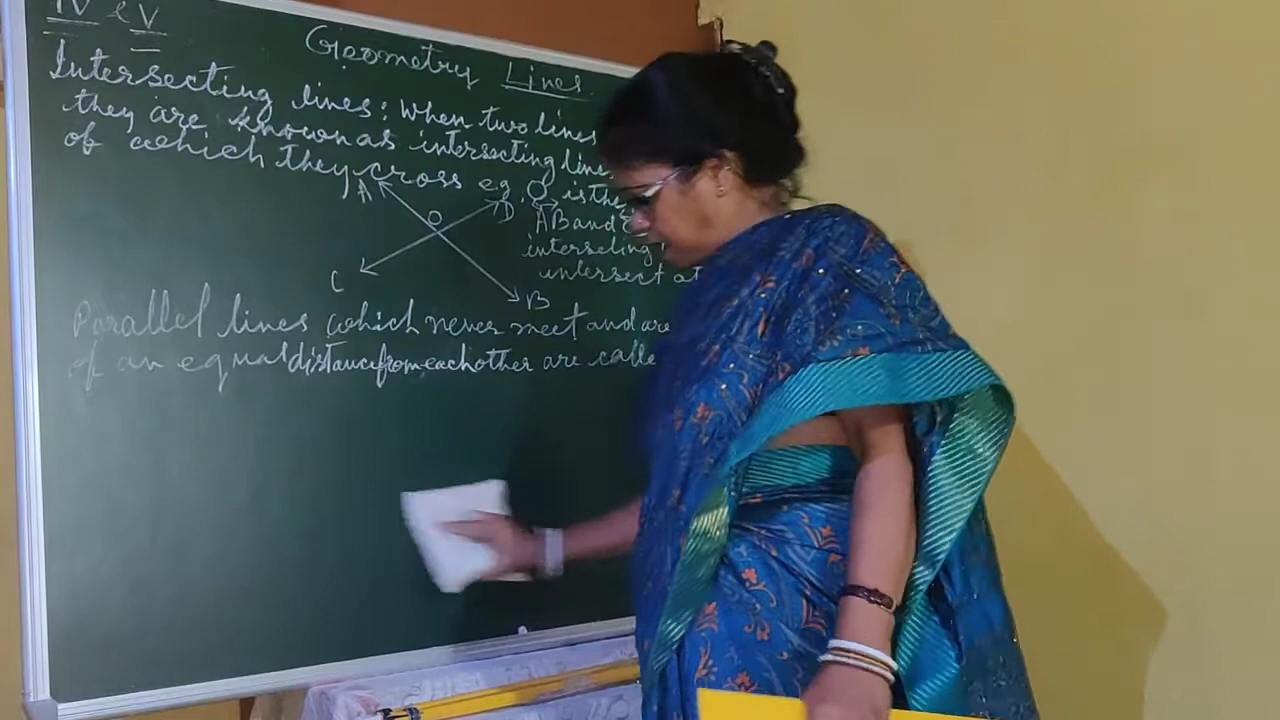 IV & V
Geometry Lines
Intersecting lines: When two lines
they are known as intersecting lines
of which they cross eg. O is the
A D AB and
O interseting
C intersect at
B
Parallel lines which never meet and are
of an equal distance from each other are calle